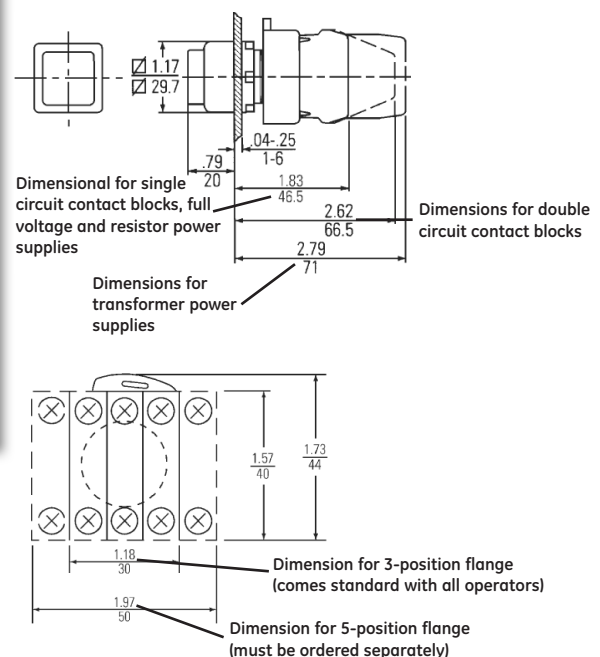 1.17
29.7
.04-.25
1-6
.79
20
1.83
46.5
2.62
66.5
2.79
71
Dimensional for single
circuit contact blocks, full
voltage and resistor power
supplies
Dimensions for double
circuit contact blocks
Dimensions for
transformer power
supplies
1.57
40
1.73
44
1.18
30
Dimension for 3-position flange
(comes standard with all operators)
1.97
50
Dimension for 5-position flange
(must be ordered separately)